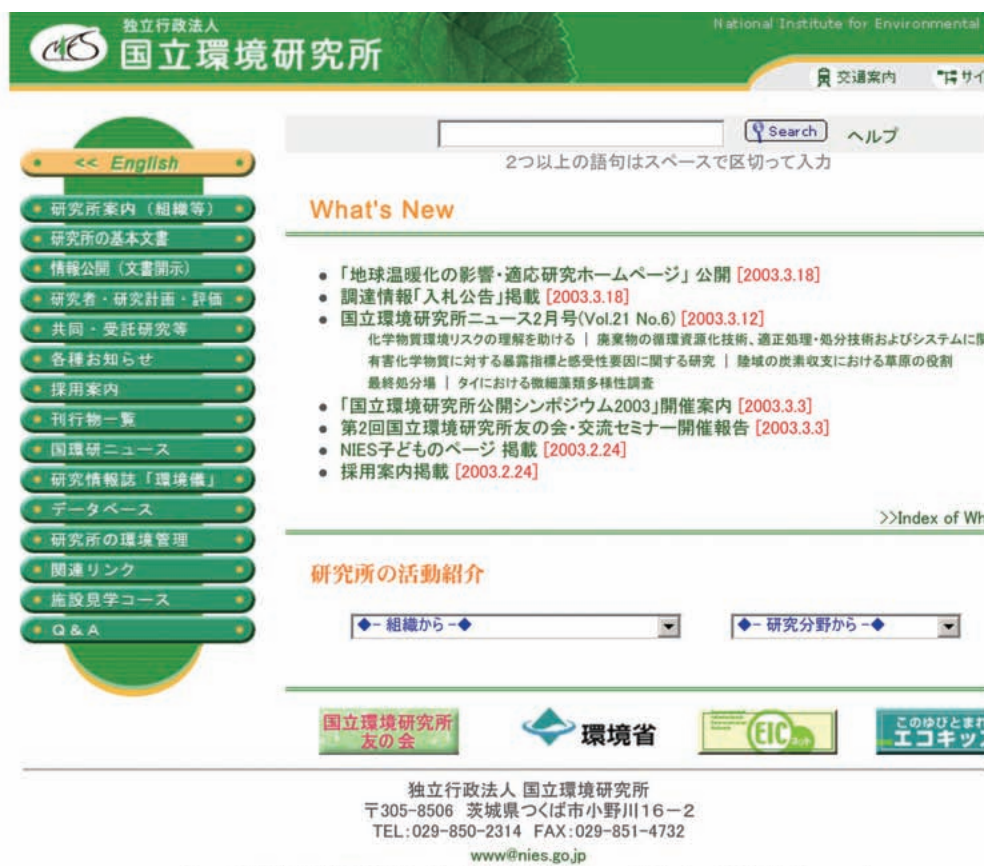 独立行政法人
国立環境研究所
National Institute for Environmental
交通案内
サイ
Search
ヘルプ
2つ以上の語句はスペースで区切って入力
<< English
研究所案内（組織等）
研究所の基本文書
情報公開（文書開示）
研究者・研究計画・評価
共同・受託研究等
各種お知らせ
採用案内
刊行物一覧
国環研ニュース
研究情報誌「環境儀」
データベース
研究所の環境管理
関連リンク
施設見学コース
Q & A
What's New
「地球温暖化の影響・適応研究ホームページ」 公開 [2003.3.18]
調達情報「入札公告」掲載 [2003.3.18]
国立環境研究所ニュース2月号(Vol.21 No.6) [2003.3.12]
化学物質環境リスクの理解を助ける | 廃棄物の循環資源化技術、適正処理・処分技術およびシステムに関
有害化学物質に対する暴露指標と感受性要因に関する研究 | 陸域の炭素収支における草原の役割
最終処分場 | タイにおける微細藻類多様性調査
「国立環境研究所公開シンポジウム2003」開催案内 [2003.3.3]
第2回国立環境研究所友の会・交流セミナー開催報告 [2003.3.3]
NIES子どものページ 掲載 [2003.2.24]
採用案内掲載 [2003.2.24]
>>Index of Wh
研究所の活動紹介
◆- 組織から -◆
◆- 研究分野から -◆
国立環境研究所
友の会
環境省
EICネット
このゆびとまれ
エコキッズ
独立行政法人 国立環境研究所
〒305-8506 茨城県つくば市小野川16－2
TEL:029-850-2314 FAX:029-851-4732
www@nies.go.jp